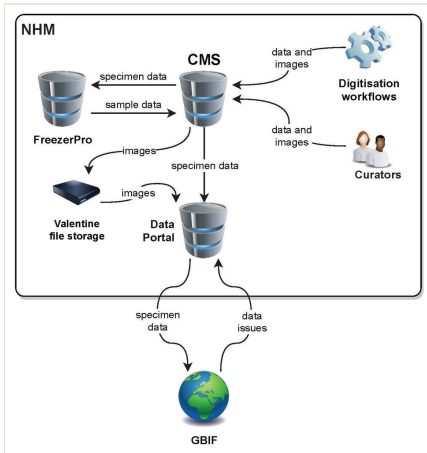 NHM
CMS
data and
images
Digitisation
workflows
specimen data
sample data
FreezerPro
data and
images
Curators
images
specimen data
images
Valentine
file storage
Data
Portal
specimen
data
data
issues
GBIF